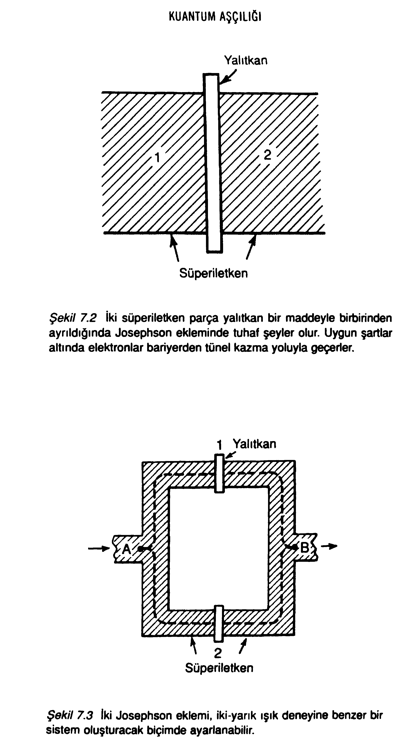 KUANTUM AŞÇILIĞI
Yalıtkan
1
2
Süperiletken
Şekil 7.2 İki süperiletken parça yalıtkan bir maddeyle birbirinden
ayrıldığında Josephson ekleminde tuhaf şeyler olur. Uygun şartlar
altında elektronlar bariyerden tünel kazma yoluyla geçerler.
1 Yalıtkan
A
B
2
Süperiletken
Şekil 7.3 İki Josephson eklemi, iki-yarık ışık deneyine benzer bir
sistem oluşturacak biçimde ayarlanabilir.